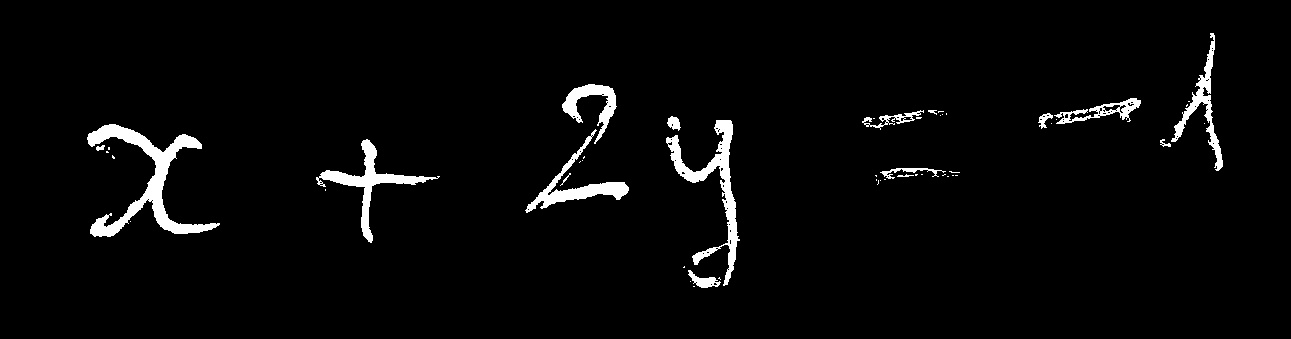 x + 2y = -1